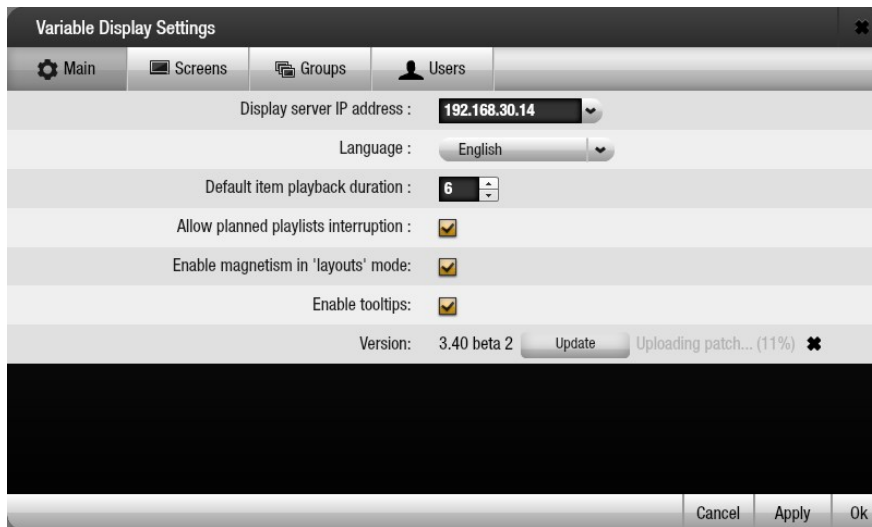 Variable Display Settings
Main Screens Groups Users
Display server IP address : 192.168.30.14
Language : English
Default item playback duration : 6
Allow planned playlists interruption :
Enable magnetism in 'layouts' mode:
Enable tooltips:
Version: 3.40 beta 2 Update Uploading patch... (11%)
Cancel Apply Ok